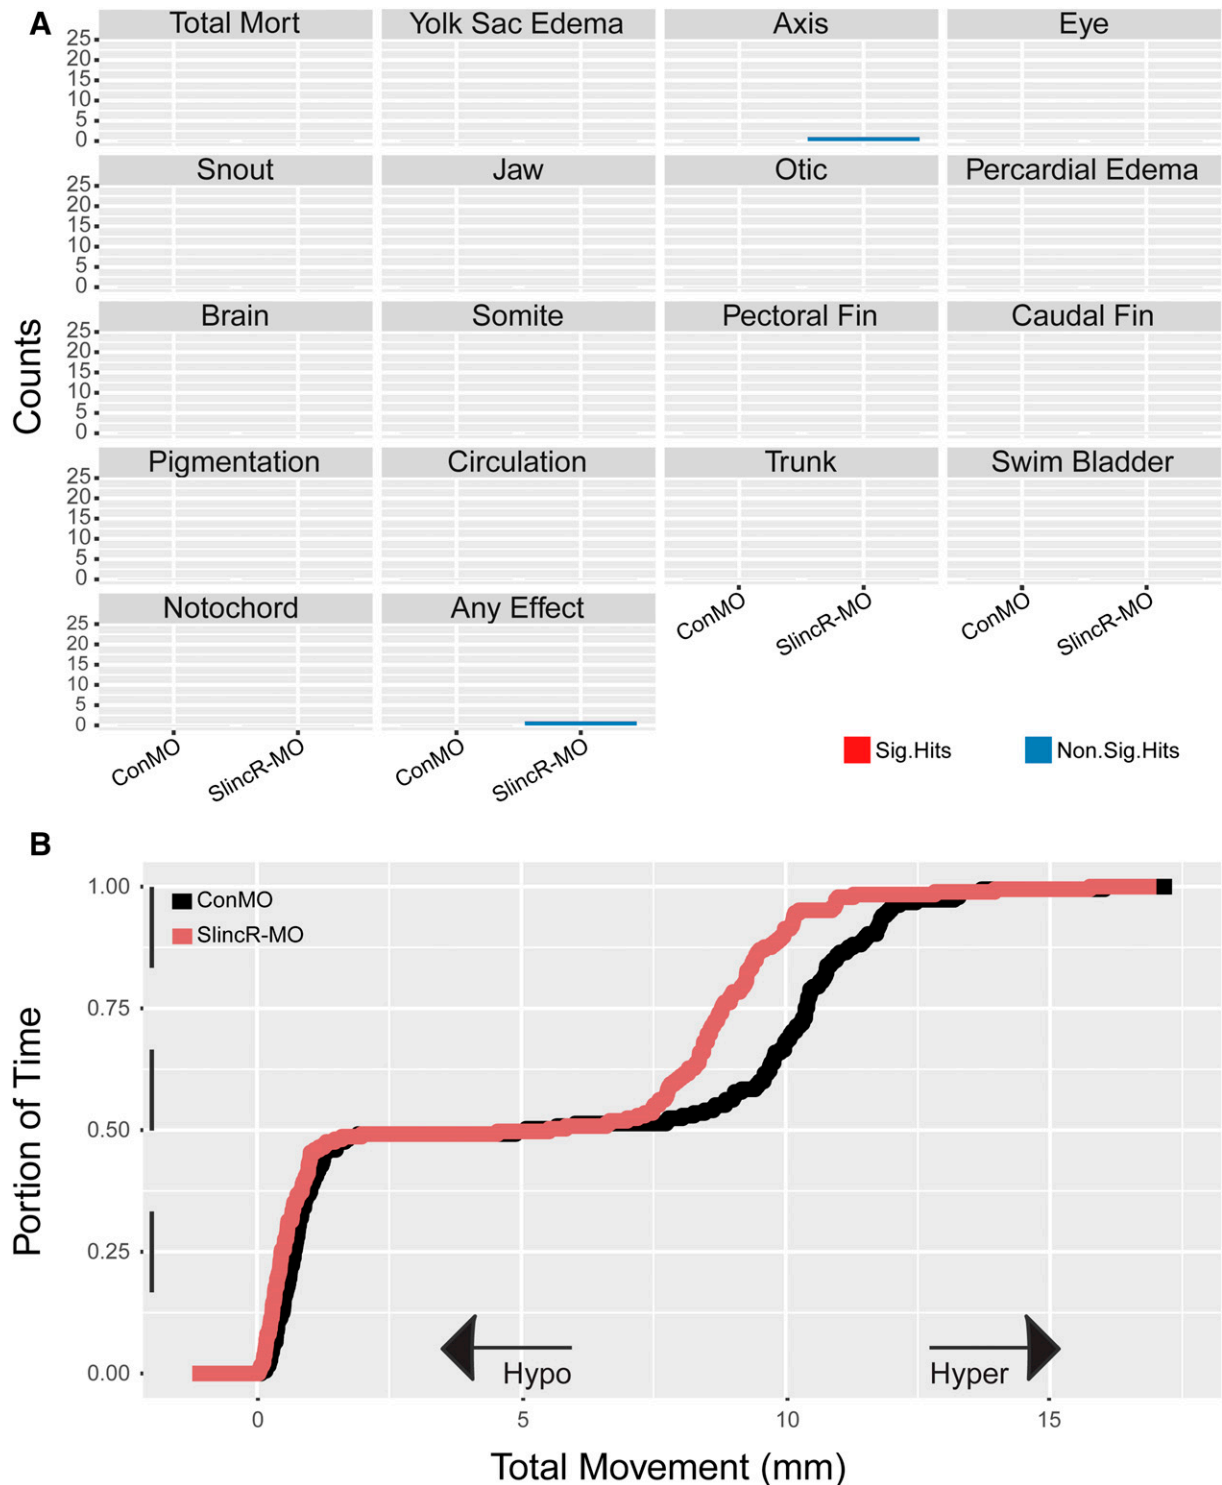 A
Total Mort Yolk Sac Edema Axis Eye
25
20
15
10
5
0
Snout Jaw Otic Percardial Edema
25
20
15
10
5
0
Brain Somite Pectoral Fin Caudal Fin
25
20
15
10
5
0
Counts
Pigmentation Circulation Trunk Swim Bladder
25
20
15
10
5
0
ConMO SlincR-MO ConMO SlincR-MO
Notochord Any Effect
25
20
15
10
5
0
ConMO SlincR-MO ConMO SlincR-MO
Sig.Hits Non.Sig.Hits
B
1.00
0.75
0.50
0.25
0.00
Portion of Time
ConMO
SlincR-MO
Hypo Hyper
0 5 10 15
Total Movement (mm)